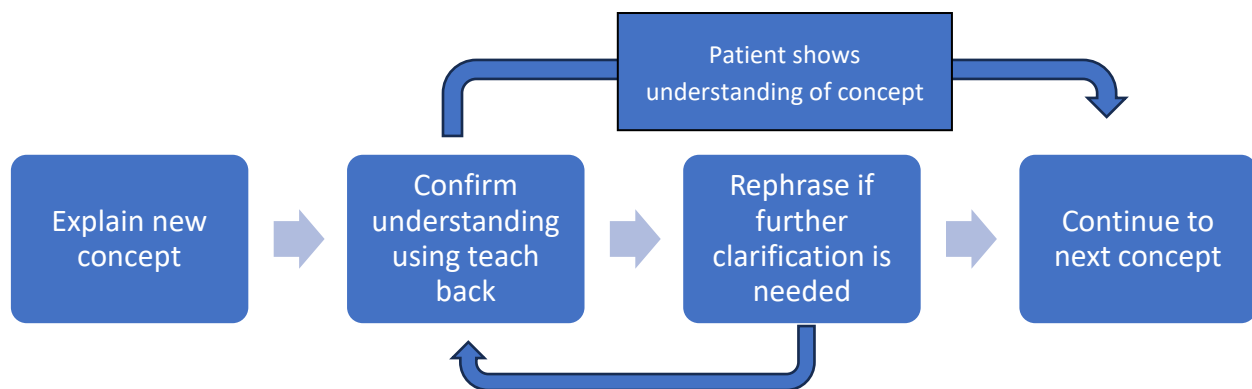 Patient shows
understanding of concept
Explain new
concept
Confirm
understanding
using teach
back
Rephrase if
further
clarification is
needed
Continue to
next concept